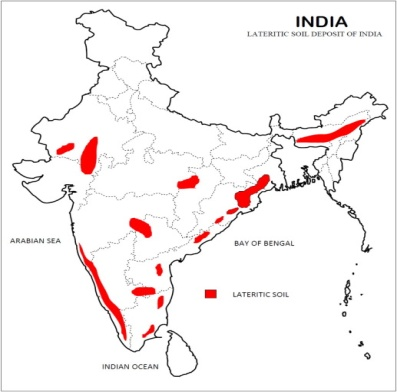 INDIA
LATERITIC SOIL DEPOSIT OF INDIA
ARABIAN SEA
BAY OF BENGAL
LATERITIC SOIL
INDIAN OCEAN